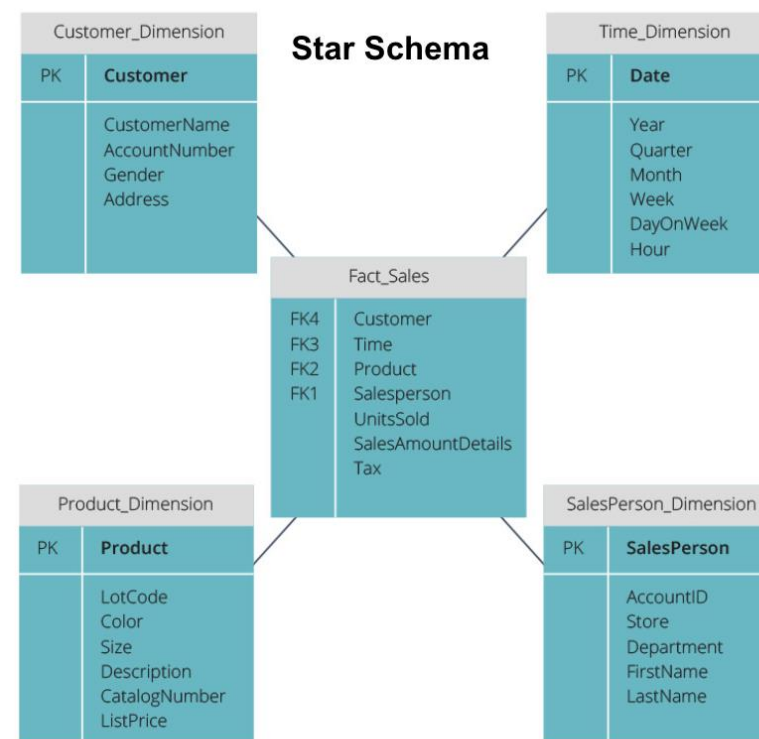 Star Schema
Customer_Dimension
PK Customer
CustomerName
AccountNumber
Gender
Address
Time_Dimension
PK Date
Year
Quarter
Month
Week
DayOnWeek
Hour
Fact_Sales
FK4 Customer
FK3 Time
FK2 Product
FK1 Salesperson
UnitsSold
SalesAmountDetails
Tax
Product_Dimension
PK Product
LotCode
Color
Size
Description
CatalogNumber
ListPrice
SalesPerson_Dimension
PK SalesPerson
AccountID
Store
Department
FirstName
LastName